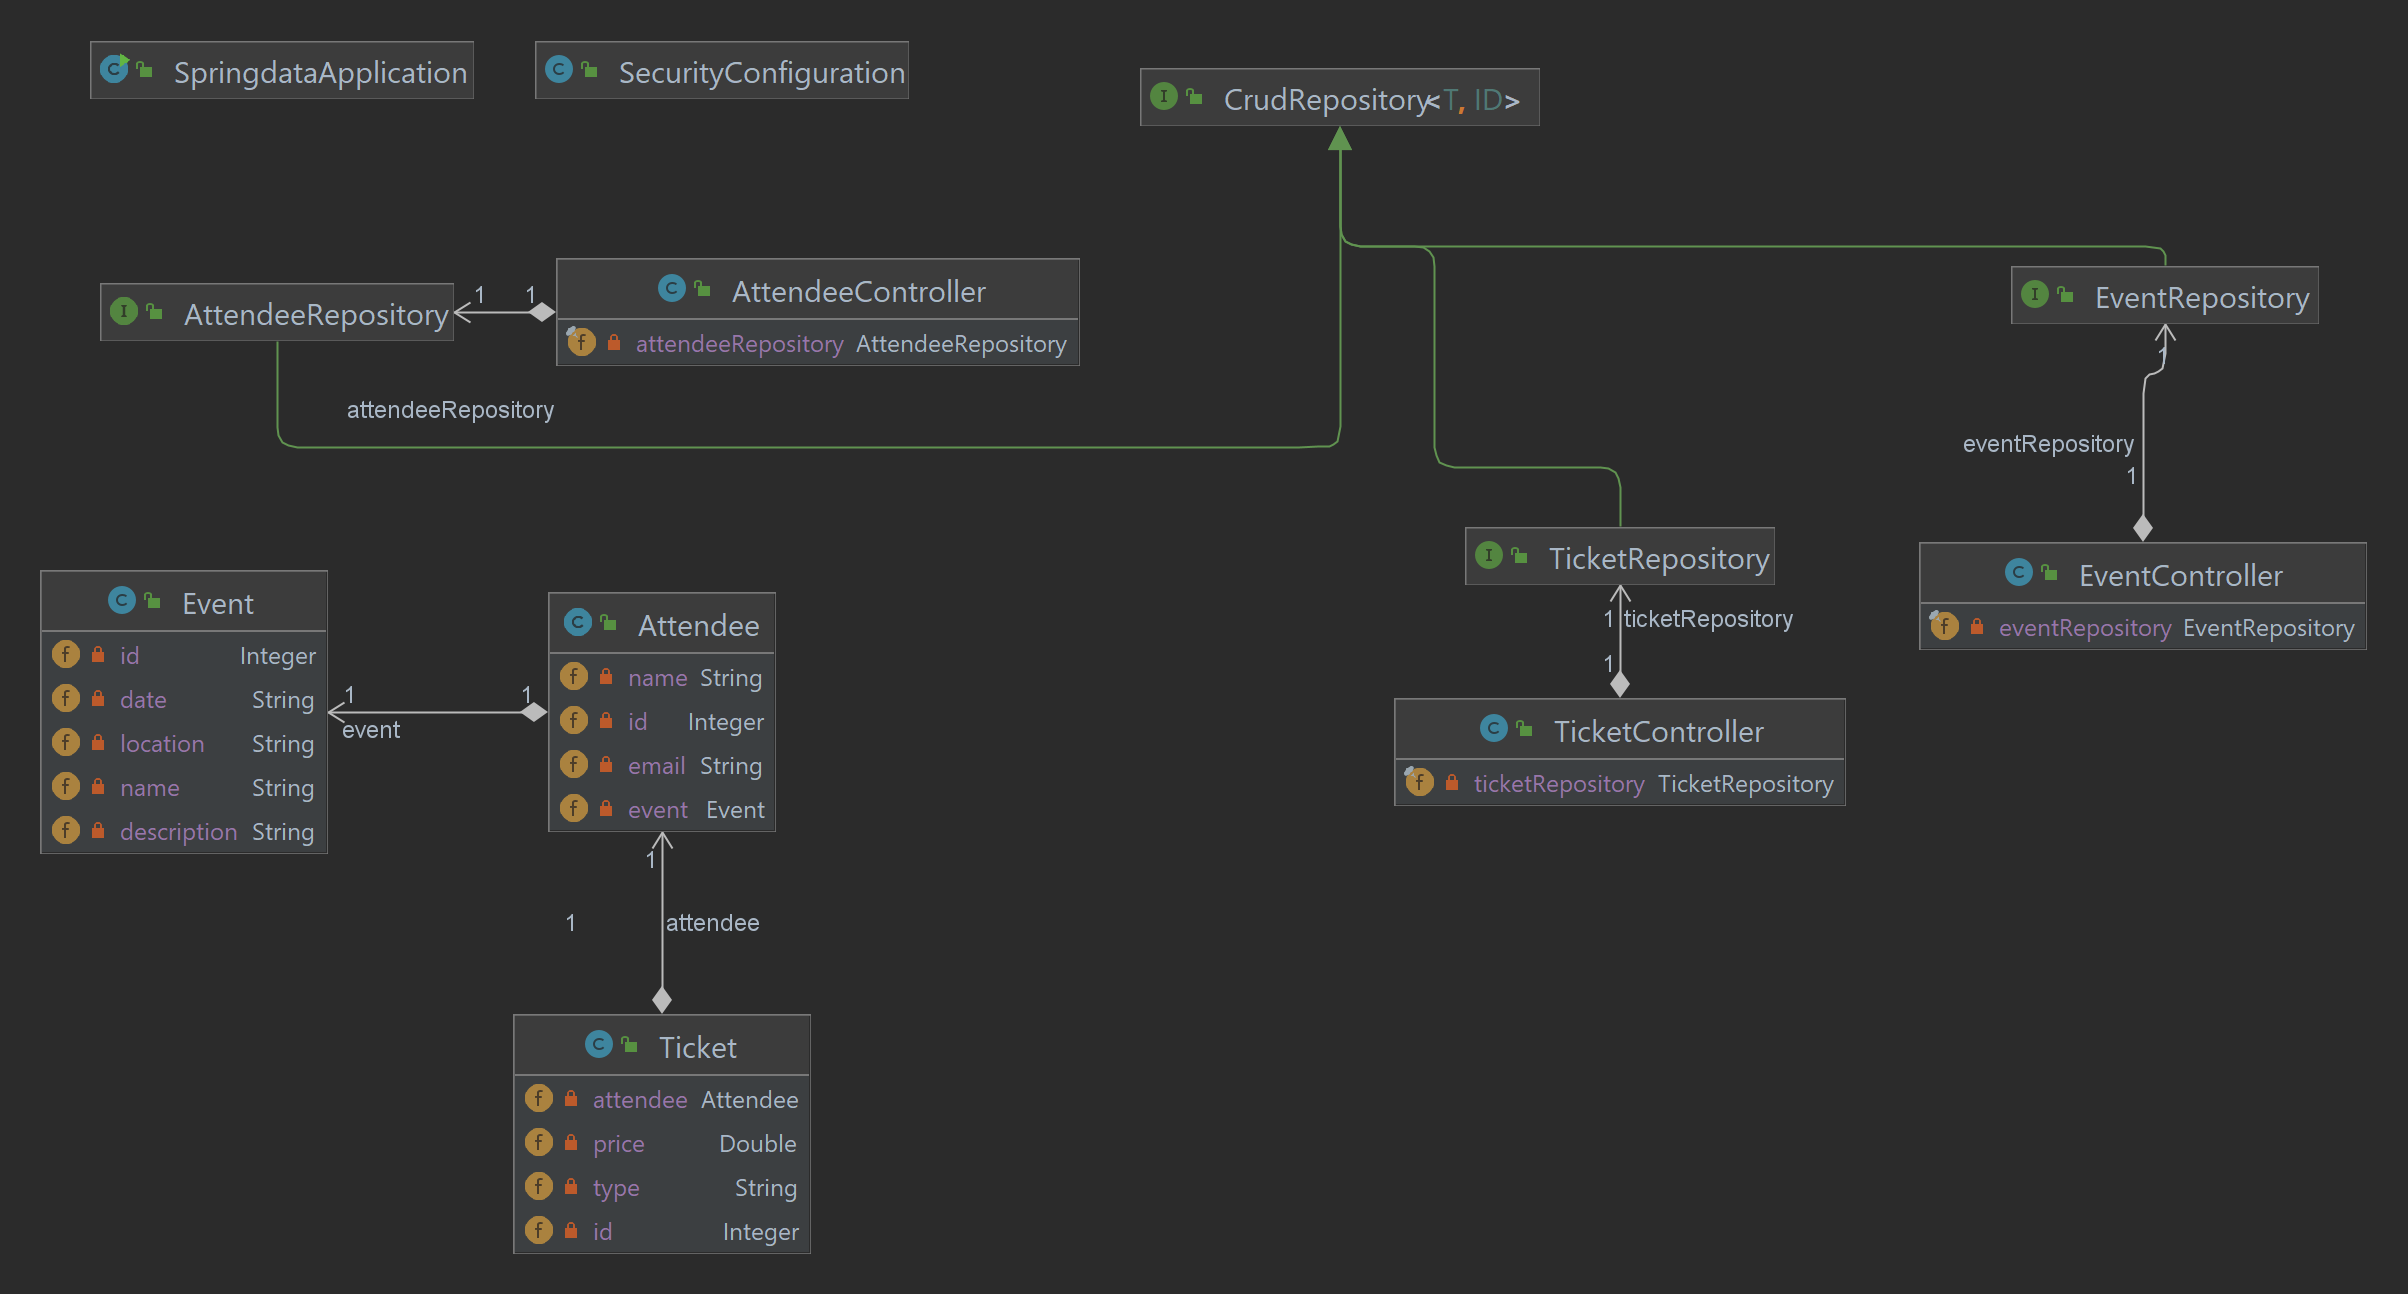 SpringdataApplication
SecurityConfiguration
CrudRepository<T, ID>
AttendeeRepository
1
1
AttendeeController
attendeeRepository AttendeeRepository
attendeeRepository
EventRepository
1
eventRepository
1
EventController
eventRepository EventRepository
TicketRepository
1 ticketRepository
1
TicketController
ticketRepository TicketRepository
Event
id Integer
date String
location String
name String
description String
1
event
1
Attendee
name String
id Integer
email String
event Event
1
1
attendee
Ticket
attendee Attendee
price Double
type String
id Integer